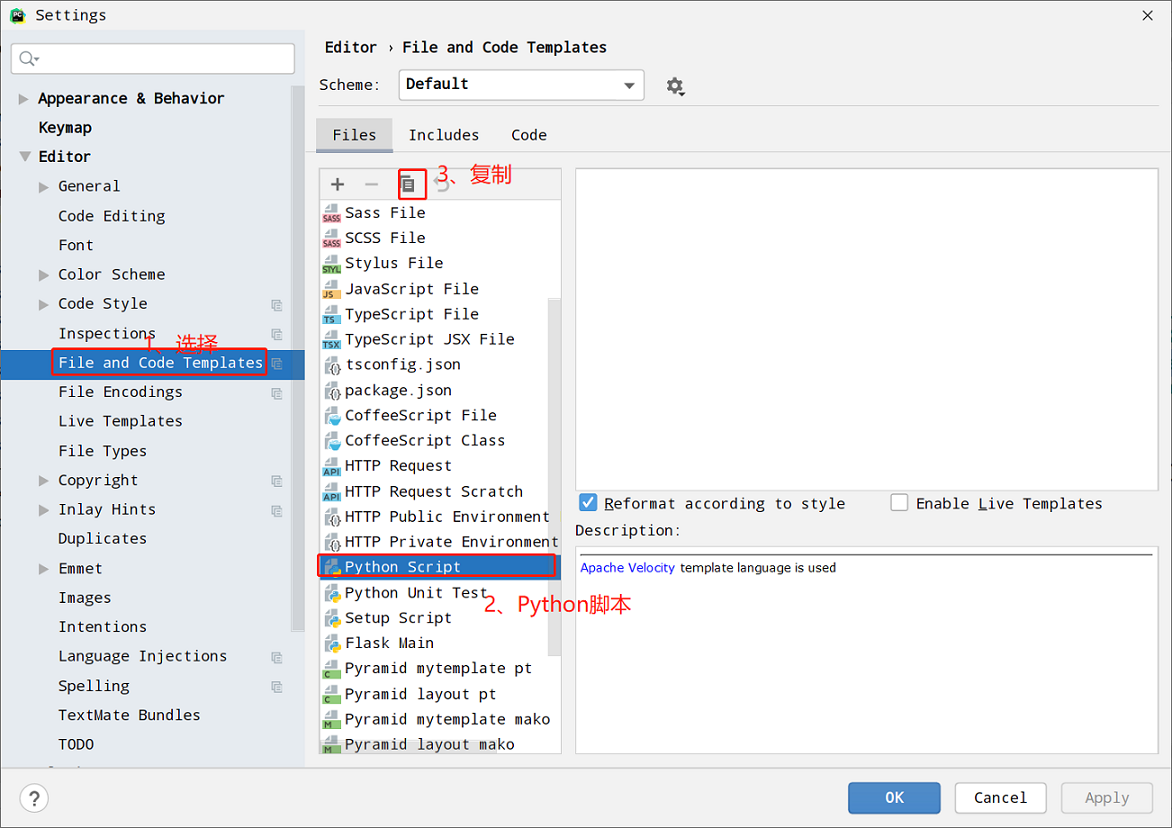 Settings
Appearance & Behavior
Keymap
Editor
General
Code Editing
Font
Color Scheme
Code Style
Inspections
1、选择
File and Code Templates
File Encodings
Live Templates
File Types
Copyright
Inlay Hints
Duplicates
Emmet
Images
Intentions
Language Injections
Spelling
TextMate Bundles
TODO
Editor › File and Code Templates
Scheme: Default
Files Includes Code
3、复制
Sass File
SCSS File
Stylus File
JavaScript File
TypeScript File
TypeScript JSX File
tsconfig.json
package.json
CoffeeScript File
CoffeeScript Class
HTTP Request
HTTP Request Scratch
HTTP Public Environment
HTTP Private Environment
Python Script
Python Unit Test
2、Python脚本
Setup Script
Flask Main
Pyramid mytemplate pt
Pyramid layout pt
Pyramid mytemplate mako
Pyramid layout mako
Reformat according to style Enable Live Templates
Description:
Apache Velocity template language is used
? OK Cancel Apply